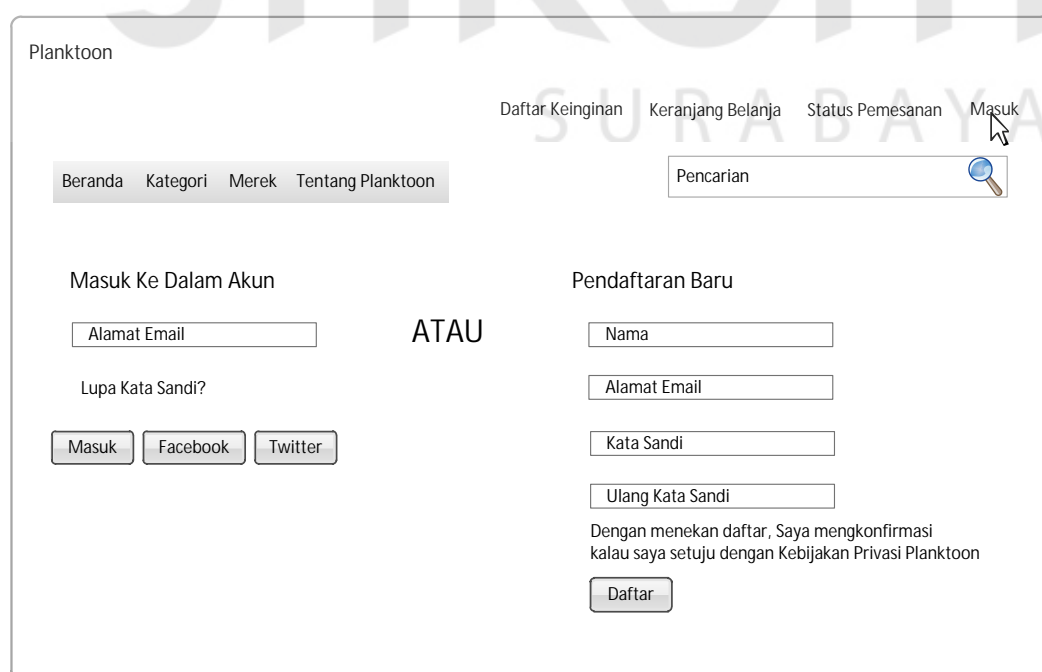 Planktoon
Daftar Keinginan Keranjang Belanja Status Pemesanan Masuk
SURABAYA
Beranda Kategori Merek Tentang Planktoon
Pencarian
Masuk Ke Dalam Akun
Alamat Email
Lupa Kata Sandi?
Masuk Facebook Twitter
ATAU
Pendaftaran Baru
Nama
Alamat Email
Kata Sandi
Ulang Kata Sandi
Dengan menekan daftar, Saya mengkonfirmasi
kalau saya setuju dengan Kebijakan Privasi Planktoon
Daftar